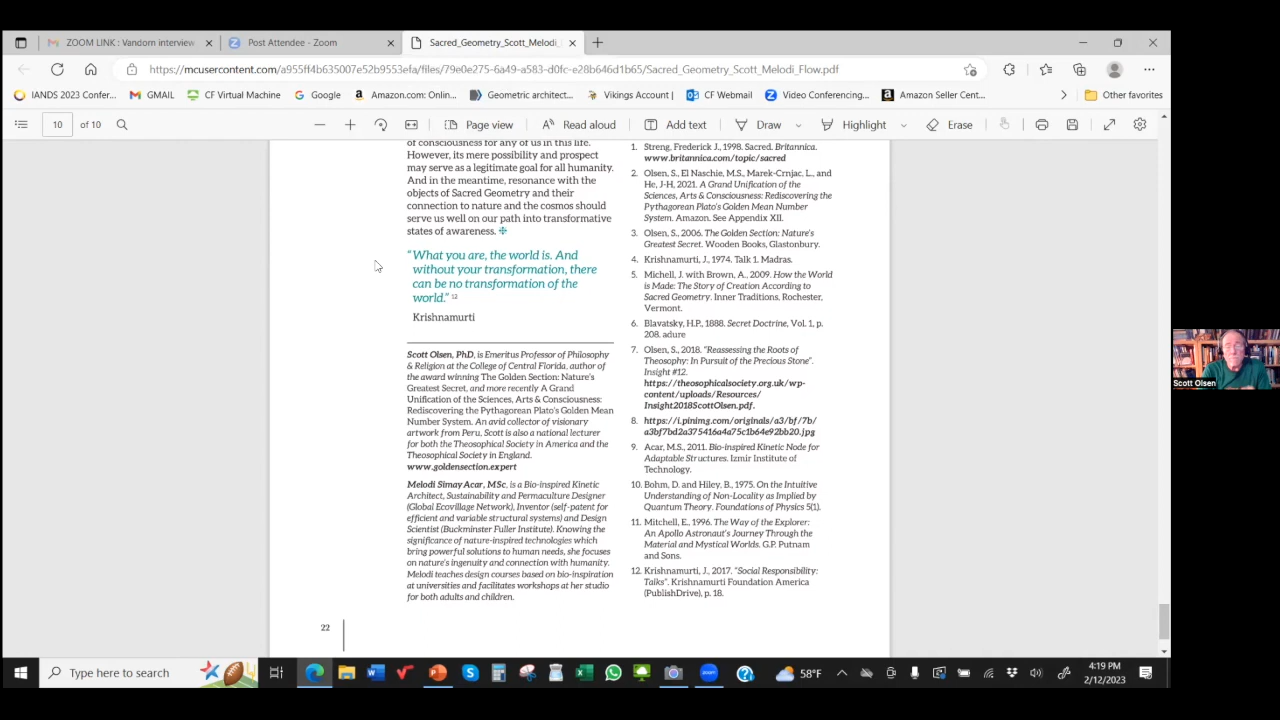 ZOOM LINK : Vandorn interview
Post Attendee - Zoom
Sacred_Geometry_Scott_Melodi_
https://mcusercontent.com/a955ff4b635007e52b9553efa/files/79e0e275-6a49-a583-d0fc-e28b646d1b65/Sacred_Geometry_Scott_Melodi_Flow.pdf
IANDS 2023 Confer...
GMAIL
CF Virtual Machine
Google
Amazon.com: Onlin...
Geometric architect...
Vikings Account |
CF Webmail
Video Conferencing...
Amazon Seller Cent...
Other favorites
10 of 10
Page view
Read aloud
Add text
Draw
Highlight
Erase
of consciousness for any of us in this life.
However, its mere possibility and prospect
may serve as a legitimate goal for all humanity.
And in the meantime, resonance with the
objects of Sacred Geometry and their
connection to nature and the cosmos should
serve us well on our path into transformative
states of awareness.
“What you are, the world is. And
without your transformation, there
can be no transformation of the
world.” 12
Krishnamurti
Scott Olsen, PhD, is Emeritus Professor of Philosophy
& Religion at the College of Central Florida, author of
the award winning The Golden Section: Nature's
Greatest Secret, and more recently A Grand
Unification of the Sciences, Arts & Consciousness:
Rediscovering the Pythagorean Plato's Golden Mean
Number System. An avid collector of visionary
artwork from Peru, Scott is also a national lecturer
for both the Theosophical Society in America and the
Theosophical Society in England.
www.goldensection.expert
Melodi Simay Acar, MSc, is a Bio-inspired Kinetic
Architect, Sustainability and Permaculture Designer
(Global Ecovillage Network), Inventor (self-patent for
efficient and variable structural systems) and Design
Scientist (Buckminster Fuller Institute). Knowing the
significance of nature-inspired technologies which
bring powerful solutions to human needs, she focuses
on nature's ingenuity and connection with humanity.
Melodi teaches design courses based on bio-inspiration
at universities and facilitates workshops at her studio
for both adults and children.
22
1. Streng, Frederick J., 1998. Sacred. Britannica.
www.britannica.com/topic/sacred
2. Olsen, S., El Naschie, M.S., Marek-Crnjac, L., and
He, J-H, 2021. A Grand Unification of the
Sciences, Arts & Consciousness: Rediscovering the
Pythagorean Plato's Golden Mean Number
System. Amazon. See Appendix XII.
3. Olsen, S., 2006. The Golden Section: Nature's
Greatest Secret. Wooden Books, Glastonbury.
4. Krishnamurti, J., 1974. Talk 1. Madras.
5. Michell, J. with Brown, A., 2009. How the World
is Made: The Story of Creation According to
Sacred Geometry. Inner Traditions, Rochester,
Vermont.
6. Blavatsky, H.P., 1888. Secret Doctrine, Vol. 1, p.
208. adure
7. Olsen, S., 2018. “Reassessing the Roots of
Theosophy: In Pursuit of the Precious Stone”.
Insight #12.
https://theosophicalsociety.org.uk/wp-
content/uploads/Resources/
Insight2018ScottOlsen.pdf.
8. https://i.pinimg.com/originals/a3/bf/7b/
a3bf7bd2a375416a4a75c1b64e92bb20.jpg
9. Acar, M.S., 2011. Bio-inspired Kinetic Node for
Adaptable Structures. Izmir Institute of
Technology.
10. Bohm, D. and Hiley, B., 1975. On the Intuitive
Understanding of Non-Locality as Implied by
Quantum Theory. Foundations of Physics 5(1).
11. Mitchell, E., 1996. The Way of the Explorer:
An Apollo Astronaut's Journey Through the
Material and Mystical Worlds. G.P. Putnam
and Sons.
12. Krishnamurti, J., 2017. “Social Responsibility:
Talks”. Krishnamurti Foundation America
(PublishDrive), p. 18.
Scott Olsen
Type here to search
58°F
4:19 PM
2/12/2023